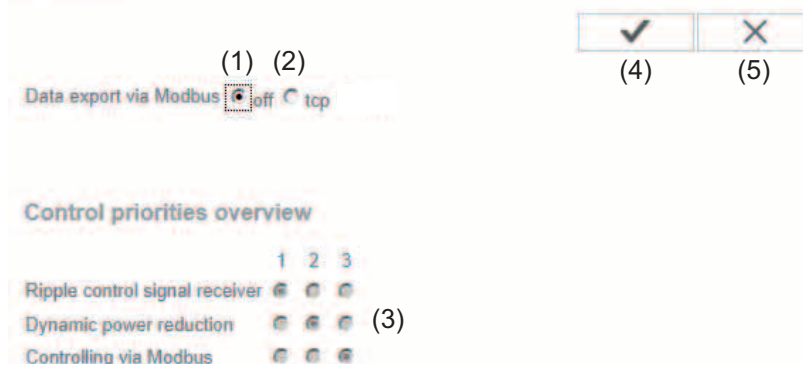 (1) (2)
(4) (5)
Data export via Modbus off tcp
Control priorities overview
1 2 3
Ripple control signal receiver
Dynamic power reduction (3)
Controlling via Modbus